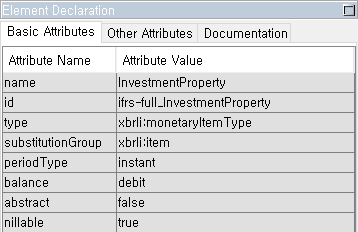 Element Declaration
Basic Attributes Other Attributes Documentation
Attribute Name Attribute Value
name InvestmentProperty
id ifrs-full_InvestmentProperty
type xbrli:monetaryItemType
substitutionGroup xbrli:item
periodType instant
balance debit
abstract false
nillable true